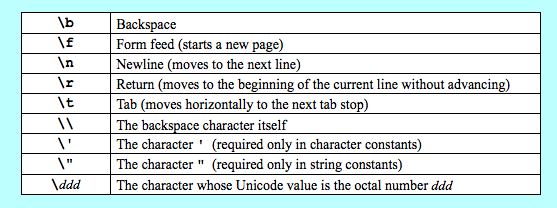 \b Backspace
\f Form feed (starts a new page)
\n Newline (moves to the next line)
\r Return (moves to the beginning of the current line without advancing)
\t Tab (moves horizontally to the next tab stop)
\\ The backspace character itself
\' The character ' (required only in character constants)
\" The character " (required only in string constants)
\ddd The character whose Unicode value is the octal number ddd